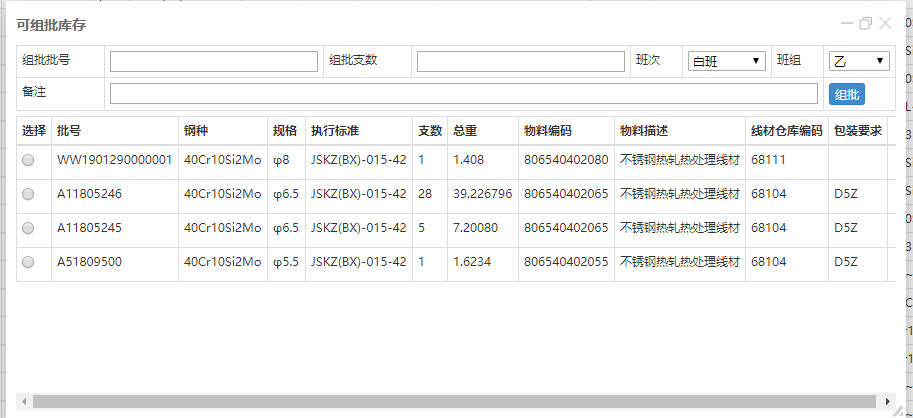 可组批库存
组批批号 组批支数 班次 白班 班组 乙
备注 组批
选择 批号 钢种 规格 执行标准 支数 总重 物料编码 物料描述 线材仓库编码 包装要求
WW1901290000001 40Cr10Si2Mo φ8 JSKZ(BX)-015-42 1 1.408 806540402080 不锈钢热轧热处理线材 68111
A11805246 40Cr10Si2Mo φ6.5 JSKZ(BX)-015-42 28 39.226796 806540402065 不锈钢热轧热处理线材 68104 D5Z
A11805245 40Cr10Si2Mo φ6.5 JSKZ(BX)-015-42 5 7.20080 806540402065 不锈钢热轧热处理线材 68104 D5Z
A51809500 40Cr10Si2Mo φ5.5 JSKZ(BX)-015-42 1 1.6234 806540402055 不锈钢热轧热处理线材 68104 D5Z